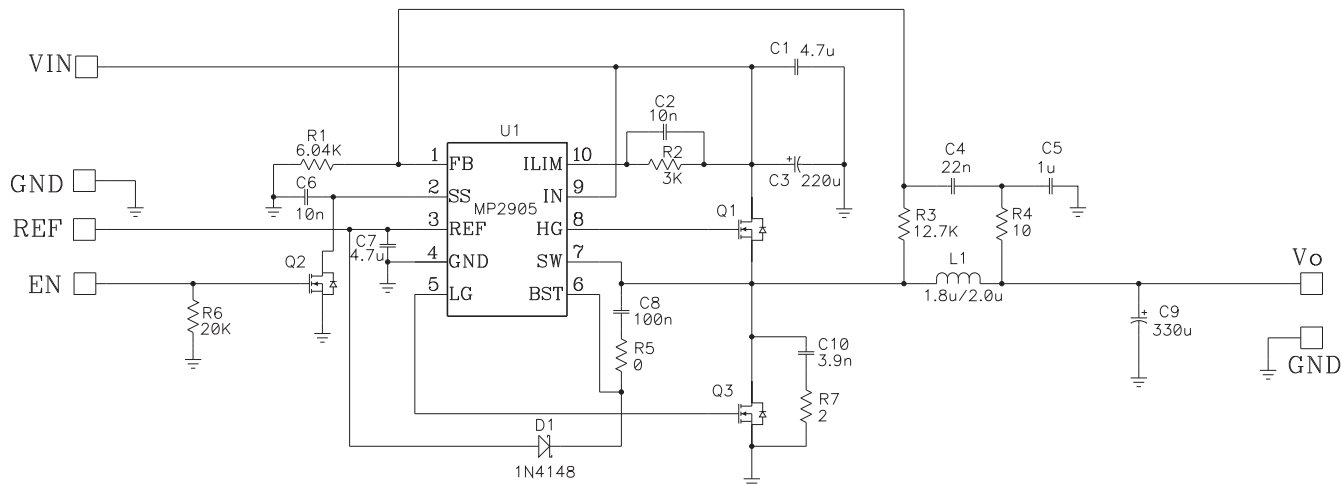 VIN
GND
REF
EN
R1
6.04K
C6
10n
Q2
R6
20K
C7
4.7u
U1
MP2905
1 FB
2 SS
3 REF
4 GND
5 LG
ILIM 10
IN 9
HG 8
SW 7
BST 6
C2
10n
R2
3K
C1 4.7u
C3 220u
Q1
C8
100n
R5
0
D1
1N4148
Q3
C10
3.9n
R7
2
C4
22n
C5
1u
R3
12.7K
R4
10
L1
1.8u/2.0u
C9
330u
Vo
GND